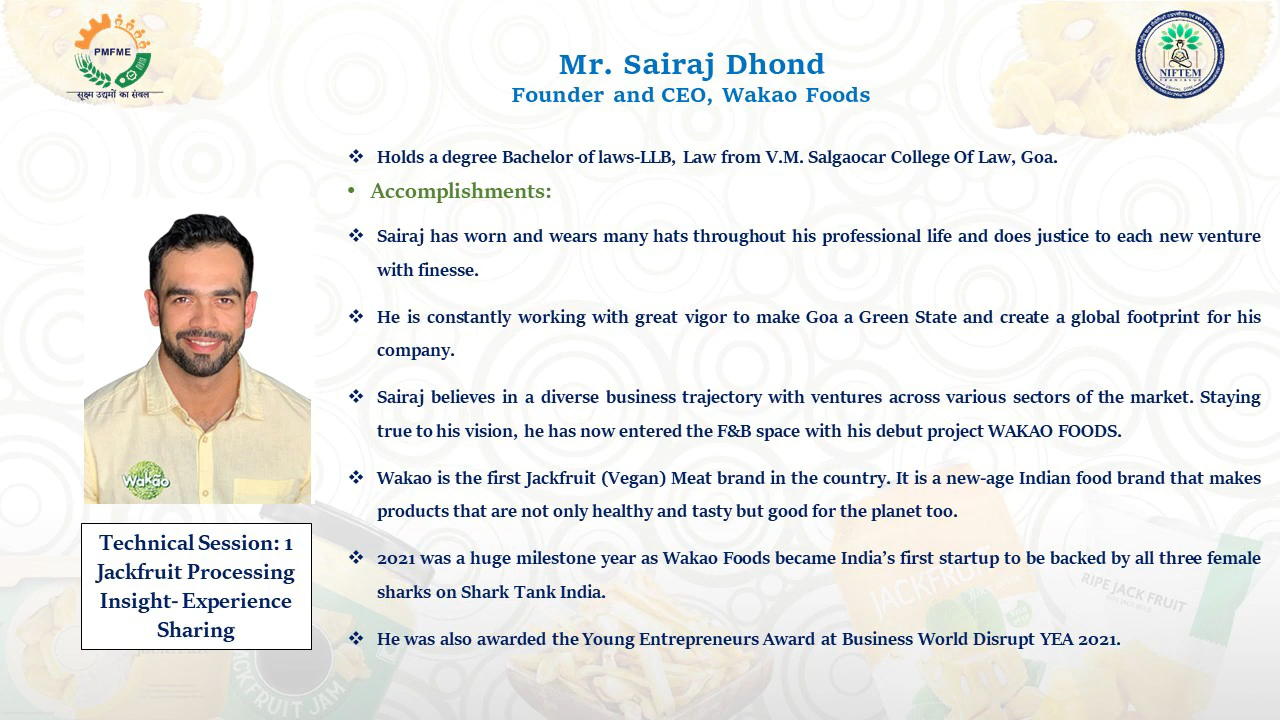 PMFME
सूक्ष्म उद्यमों का संबल
NIFTEM
Mr. Sairaj Dhond
Founder and CEO, Wakao Foods
❖ Holds a degree Bachelor of laws-LLB, Law from V.M. Salgaocar College Of Law, Goa.
• Accomplishments:
❖ Sairaj has worn and wears many hats throughout his professional life and does justice to each new venture
with finesse.
❖ He is constantly working with great vigor to make Goa a Green State and create a global footprint for his
company.
❖ Sairaj believes in a diverse business trajectory with ventures across various sectors of the market. Staying
true to his vision, he has now entered the F&B space with his debut project WAKAO FOODS.
❖ Wakao is the first Jackfruit (Vegan) Meat brand in the country. It is a new-age Indian food brand that makes
products that are not only healthy and tasty but good for the planet too.
❖ 2021 was a huge milestone year as Wakao Foods became India’s first startup to be backed by all three female
sharks on Shark Tank India.
❖ He was also awarded the Young Entrepreneurs Award at Business World Disrupt YEA 2021.
Wakao
Technical Session: 1
Jackfruit Processing
Insight- Experience
Sharing
JACKFRUIT JAM
JACKFRUIT
RIPE JACK FRUIT